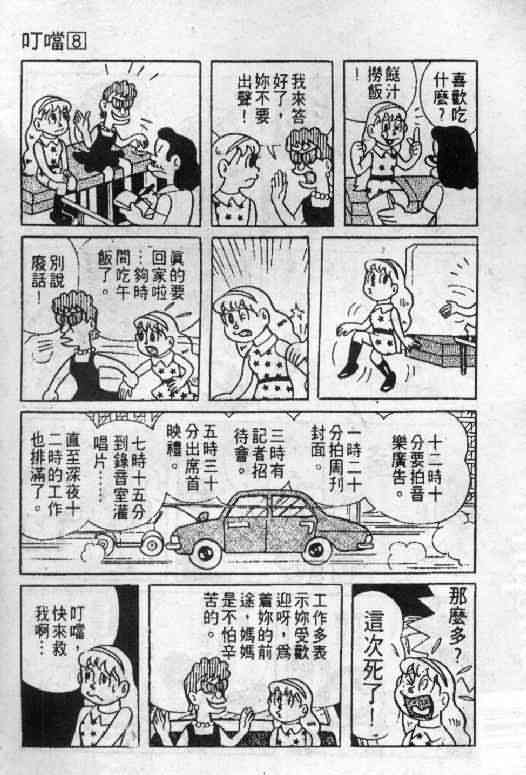 叮噹8
喜歡吃
什麼?
餸汁
撈飯
!
我來答
好了,
妳不要
出聲!
真的要
回家啦
…夠時
間吃午
飯了。
別說
廢話!
十二時十
分要拍音
樂廣告。
一時二十
分拍周刊
封面。
三時有
記者招
待會。
五時三十
分出席首
映禮。
七時十五分
到錄音室灌
唱片……
直至深夜十
二時的工作
也排滿了。
那麼多?
這次死了!
工作多表
示妳受歡
迎呀,為
着妳的前
途,媽媽
是不怕辛
苦的。
叮噹,
快來救
我啊…